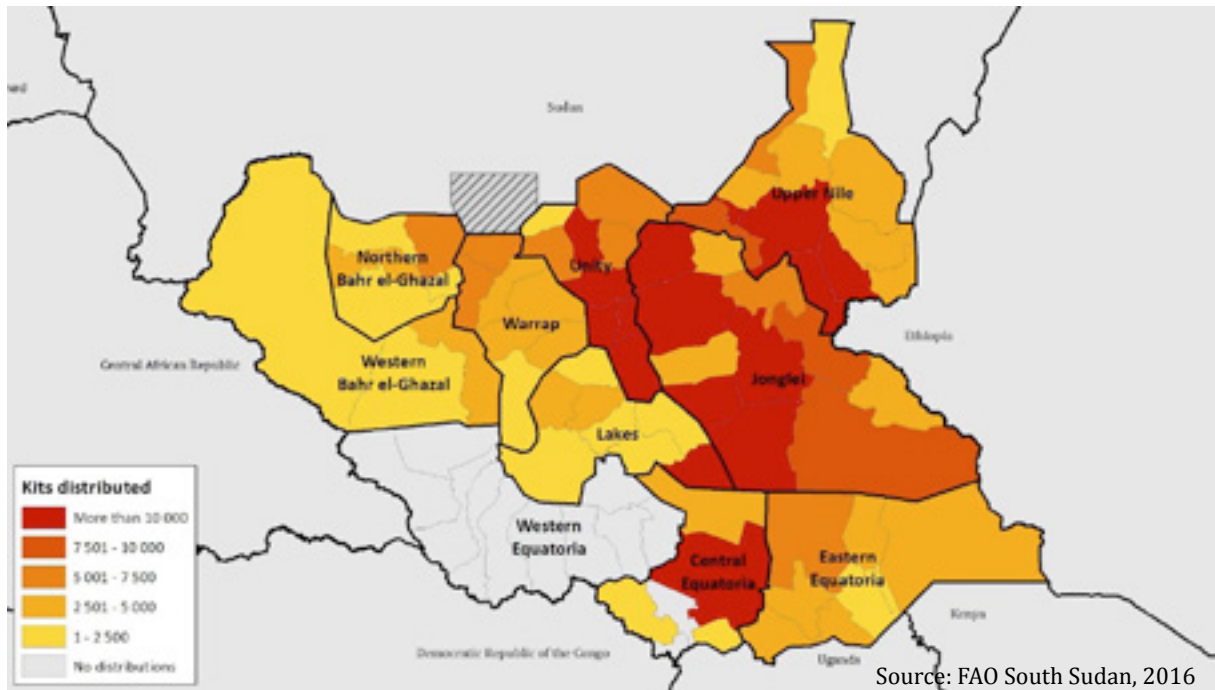 Sudan
Upper Nile
Northern
Bahr el-Ghazal
Unity
Warrap
Ethiopia
Central African Republic
Western
Bahr el-Ghazal
Jonglei
Lakes
Kits distributed
More than 10 000
7 501 - 10 000
5 001 - 7 500
2 501 - 5 000
1 - 2 500
No distributions
Western
Equatoria
Central
Equatoria
Eastern
Equatoria
Kenya
Democratic Republic of the Congo
Uganda
Source: FAO South Sudan, 2016